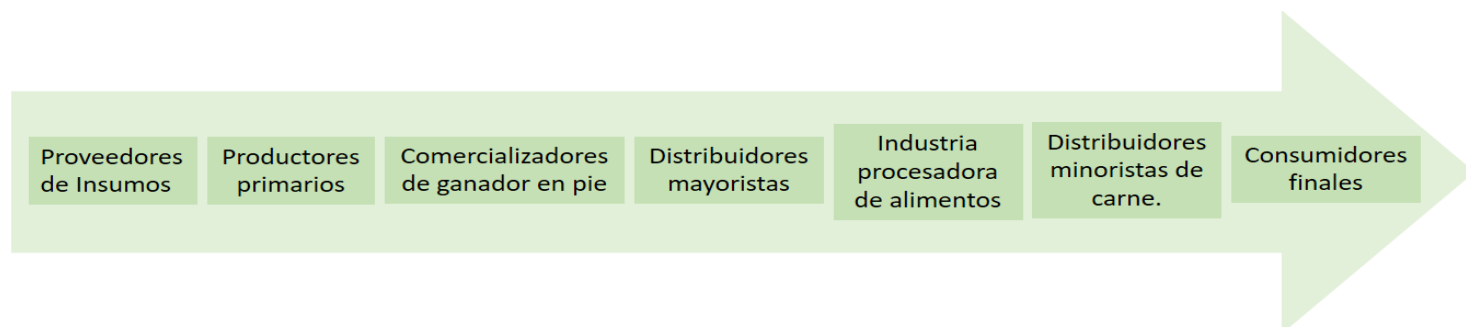 Proveedores
de Insumos
Productores
primarios
Comercializadores
de ganador en pie
Distribuidores
mayoristas
Industria
procesadora
de alimentos
Distribuidores
minoristas de
carne.
Consumidores
finales